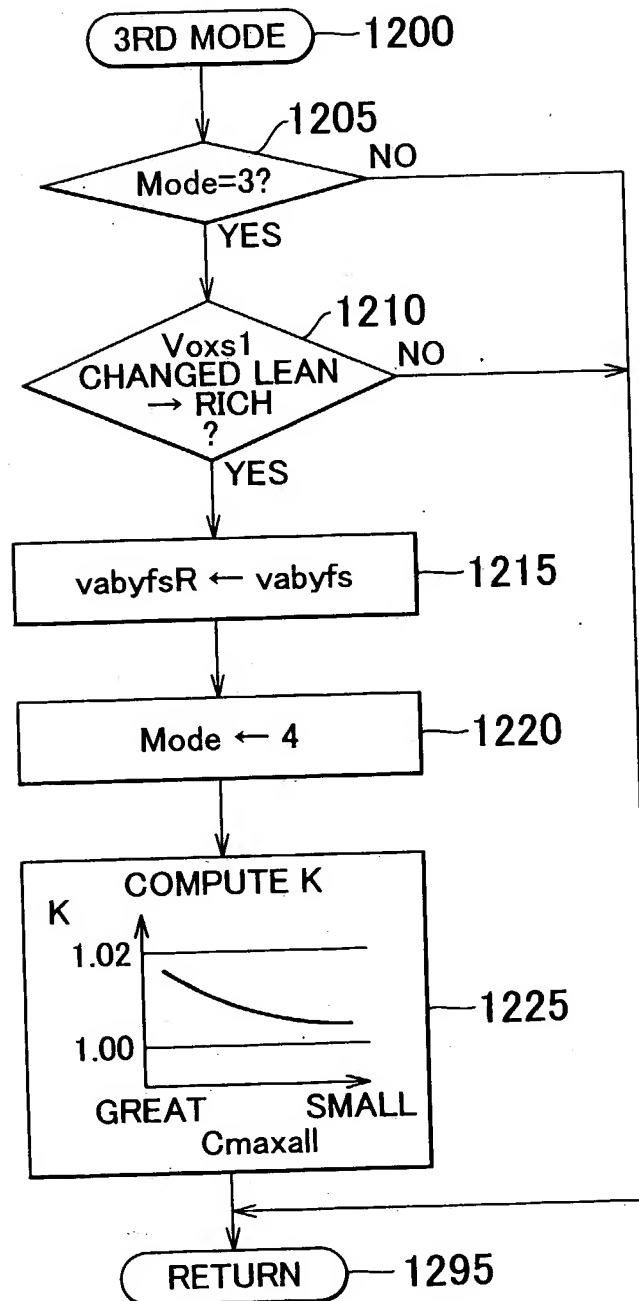 3RD MODE
1200
1205
Mode=3?
NO
YES
1210
Voxs1
CHANGED LEAN
→ RICH
?
NO
YES
vabyfsR ← vabyfs
1215
Mode ← 4
1220
COMPUTE K
K
1.02
1.00
1225
GREAT SMALL
Cmaxall
RETURN
1295